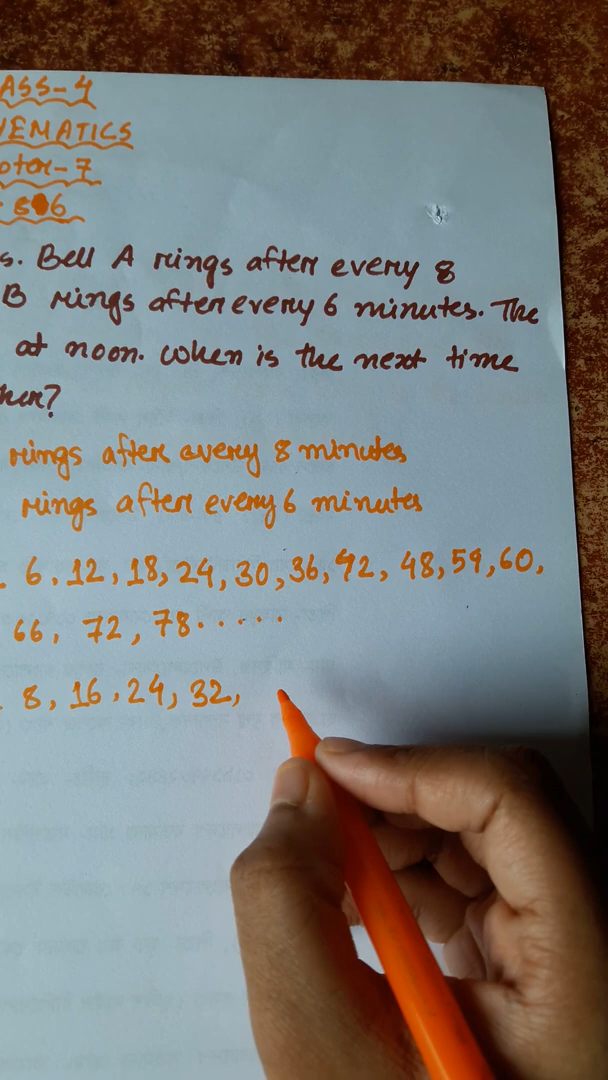 ASS-4
EMATICS
-7
6
s. Bell A rings after every 8
B rings after every 6 minutes. The
at noon. When is the next time
her?
rings after every 8 minutes
rings after every 6 minutes
6, 12, 18, 24, 30, 36, 42, 48, 54, 60,
66, 72, 78.....
8, 16, 24, 32,